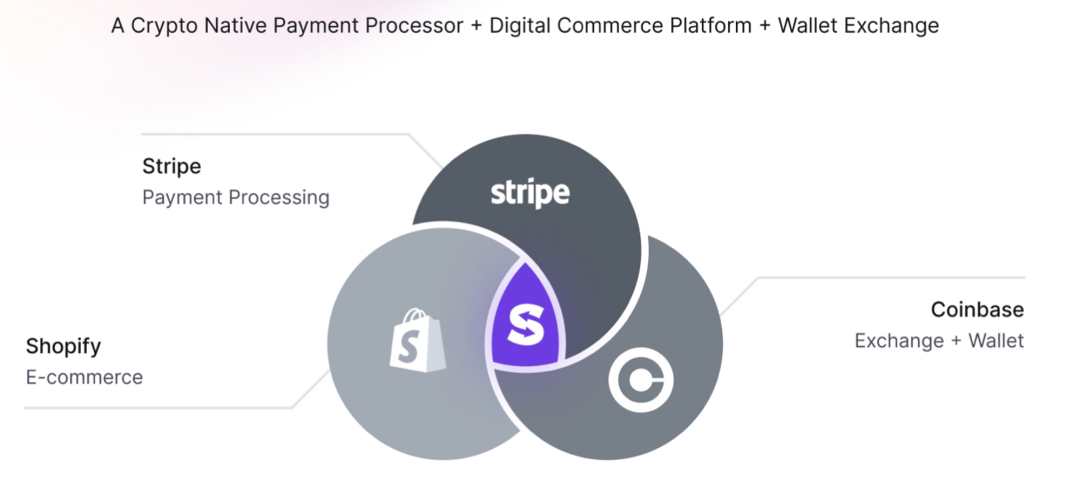 A Crypto Native Payment Processor + Digital Commerce Platform + Wallet Exchange
Stripe
Payment Processing
stripe
Shopify
E-commerce
S
S
Coinbase
Exchange + Wallet